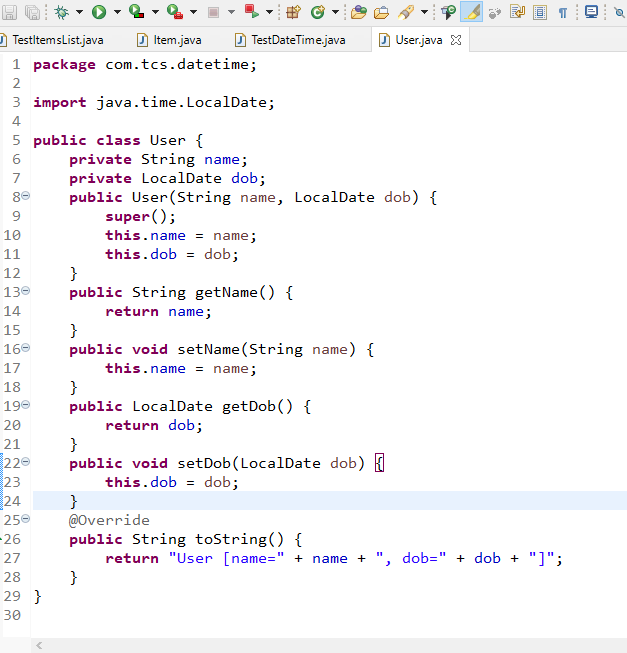 TestItemsList.java
Item.java
TestDateTime.java
User.java
1 package com.tcs.datetime;
2
3 import java.time.LocalDate;
4
5 public class User {
6     private String name;
7     private LocalDate dob;
8     public User(String name, LocalDate dob) {
9         super();
10         this.name = name;
11         this.dob = dob;
12     }
13     public String getName() {
14         return name;
15     }
16     public void setName(String name) {
17         this.name = name;
18     }
19     public LocalDate getDob() {
20         return dob;
21     }
22     public void setDob(LocalDate dob) {
23         this.dob = dob;
24     }
25     @Override
26     public String toString() {
27         return "User [name=" + name + ", dob=" + dob + "]";
28     }
29 }
30